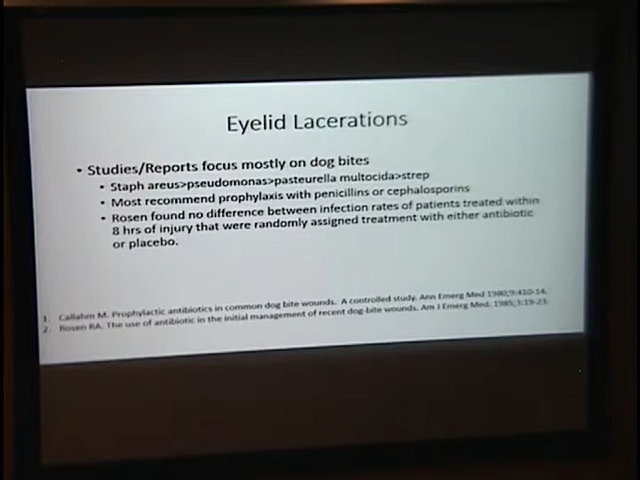 Eyelid Lacerations
• Studies/Reports focus mostly on dog bites
• Staph areus>pseudomonas>pasteurella multocida>strep
• Most recommend prophylaxis with penicillins or cephalosporins
• Rosen found no difference between infection rates of patients treated within
8 hrs of injury that were randomly assigned treatment with either antibiotic
or placebo.
1. Callahm M. Prophylactic antibiotics in common dog bite wounds. A controlled study. Ann Emerg Med 1980;9:410-14.
2. Rosen RA. The use of antibiotic in the initial management of recent dog-bite wounds. Am J Emerg Med. 1985;3:19-23.